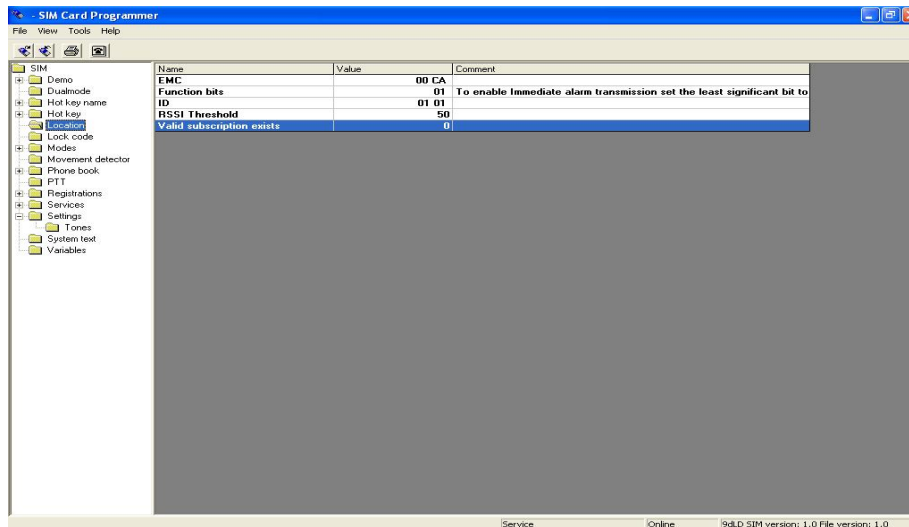 - SIM Card Programmer
File View Tools Help
SIM
Demo
Dualmode
Hot key name
Hot key
Location
Lock code
Modes
Movement detector
Phone book
PTT
Registrations
Services
Settings
Tones
System text
Variables
Name Value Comment
EMC 00 CA
Function bits 01 To enable Immediate alarm transmission set the least significant bit to
ID 01 01
RSSI Threshold 50
Valid subscription exists 0
Service Online 9dLD SIM version: 1.0 File version: 1.0